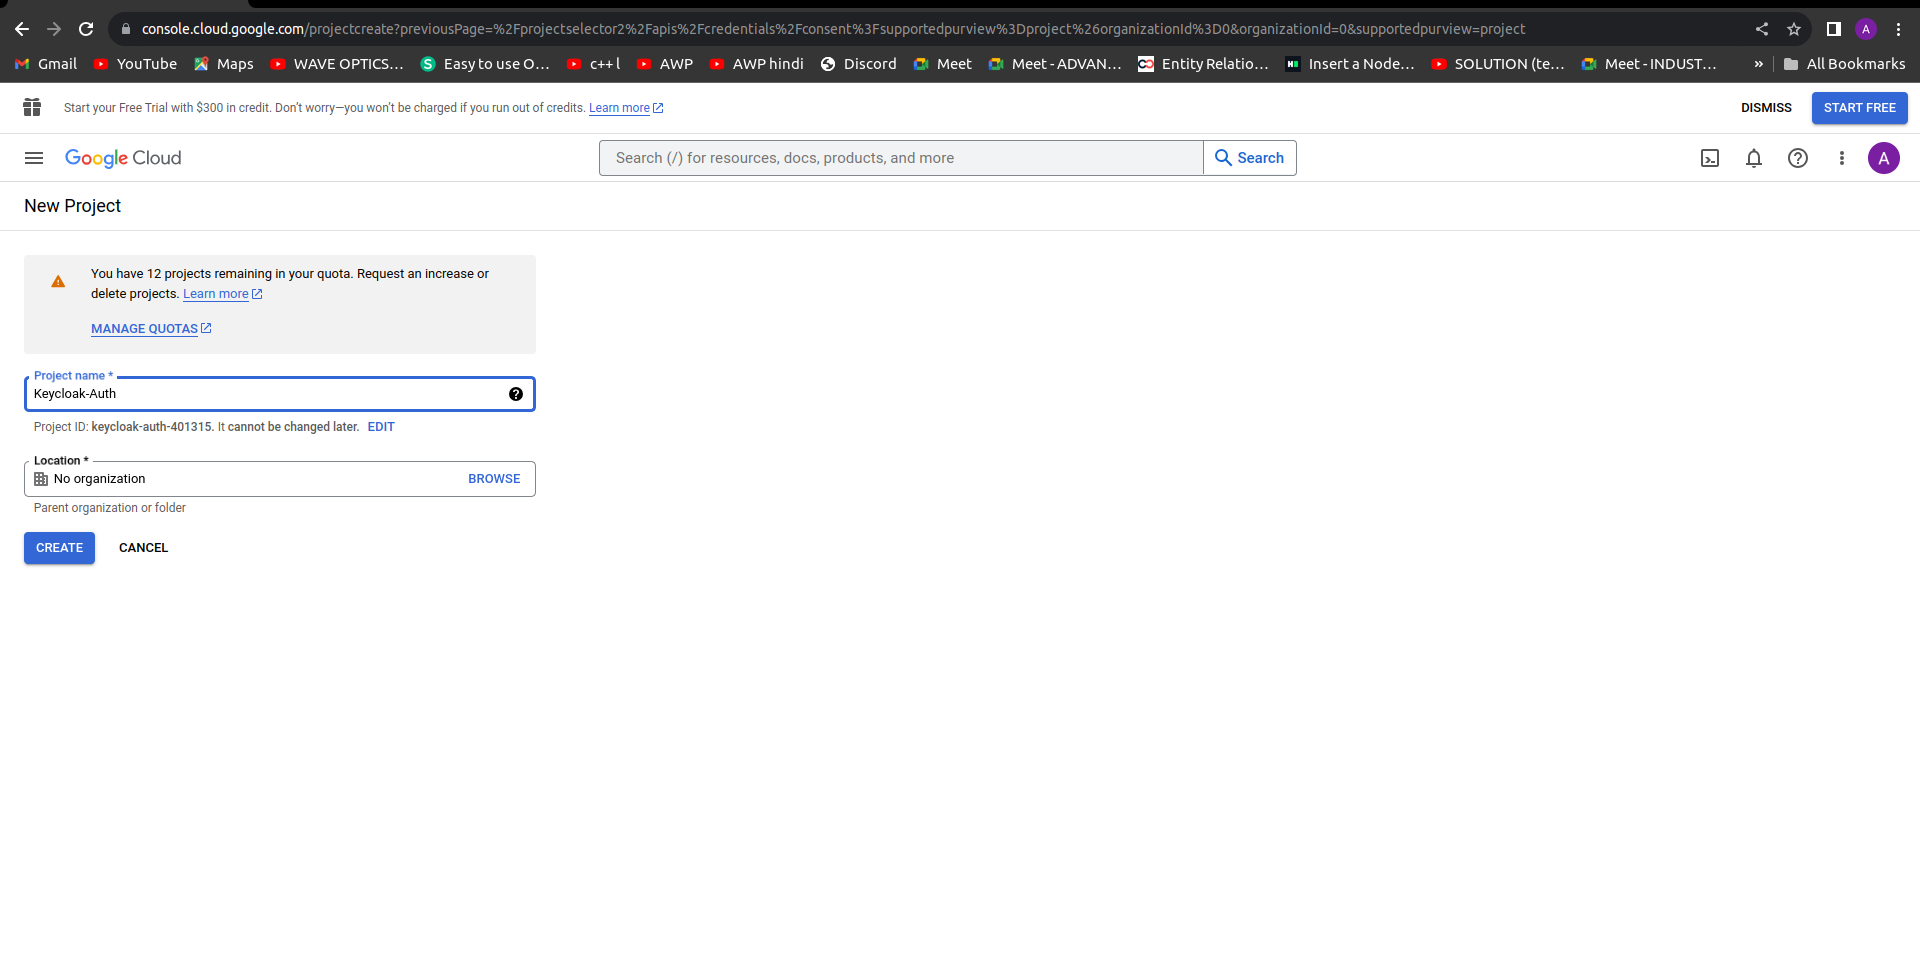 console.cloud.google.com/projectcreate?previousPage=%2Fprojectselector2%2Fapis%2Fcredentials%2Fconsent%3Fsupportedpurview%3Dproject%26organizationId%3D0&organizationId=0&supportedpurview=project
A
Gmail YouTube Maps WAVE OPTICS… Easy to use O… c++ l AWP AWP hindi Discord Meet Meet - ADVAN… Entity Relatio… Insert a Node… SOLUTION (te… Meet - INDUST… » All Bookmarks
Start your Free Trial with $300 in credit. Don’t worry—you won’t be charged if you run out of credits. Learn more DISMISS START FREE
Google Cloud Search (/) for resources, docs, products, and more Search A
New Project
You have 12 projects remaining in your quota. Request an increase or
delete projects. Learn more
MANAGE QUOTAS
Project name *
Keycloak-Auth
Project ID: keycloak-auth-401315. It cannot be changed later. EDIT
Location *
No organization BROWSE
Parent organization or folder
CREATE CANCEL